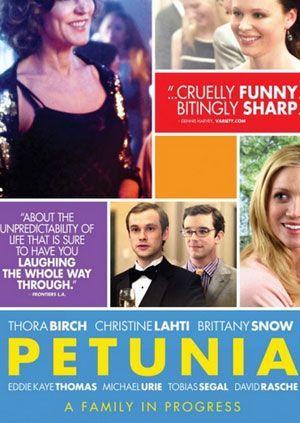 "...CRUELLY FUNNY.
BITINGLY SHARP.
- DENNIS HARVEY, VARIETY.COM
"ABOUT THE
UNPREDICTABILITY OF
LIFE THAT IS SURE
TO HAVE YOU
LAUGHING
THE WHOLE WAY
THROUGH."
- FRONTIERS L.A.
THORA BIRCH CHRISTINE LAHTI BRITTANY SNOW
PETUNIA
EDDIE KAYE THOMAS MICHAEL URIE TOBIAS SEGAL DAVID RASCHE
A FAMILY IN PROGRESS